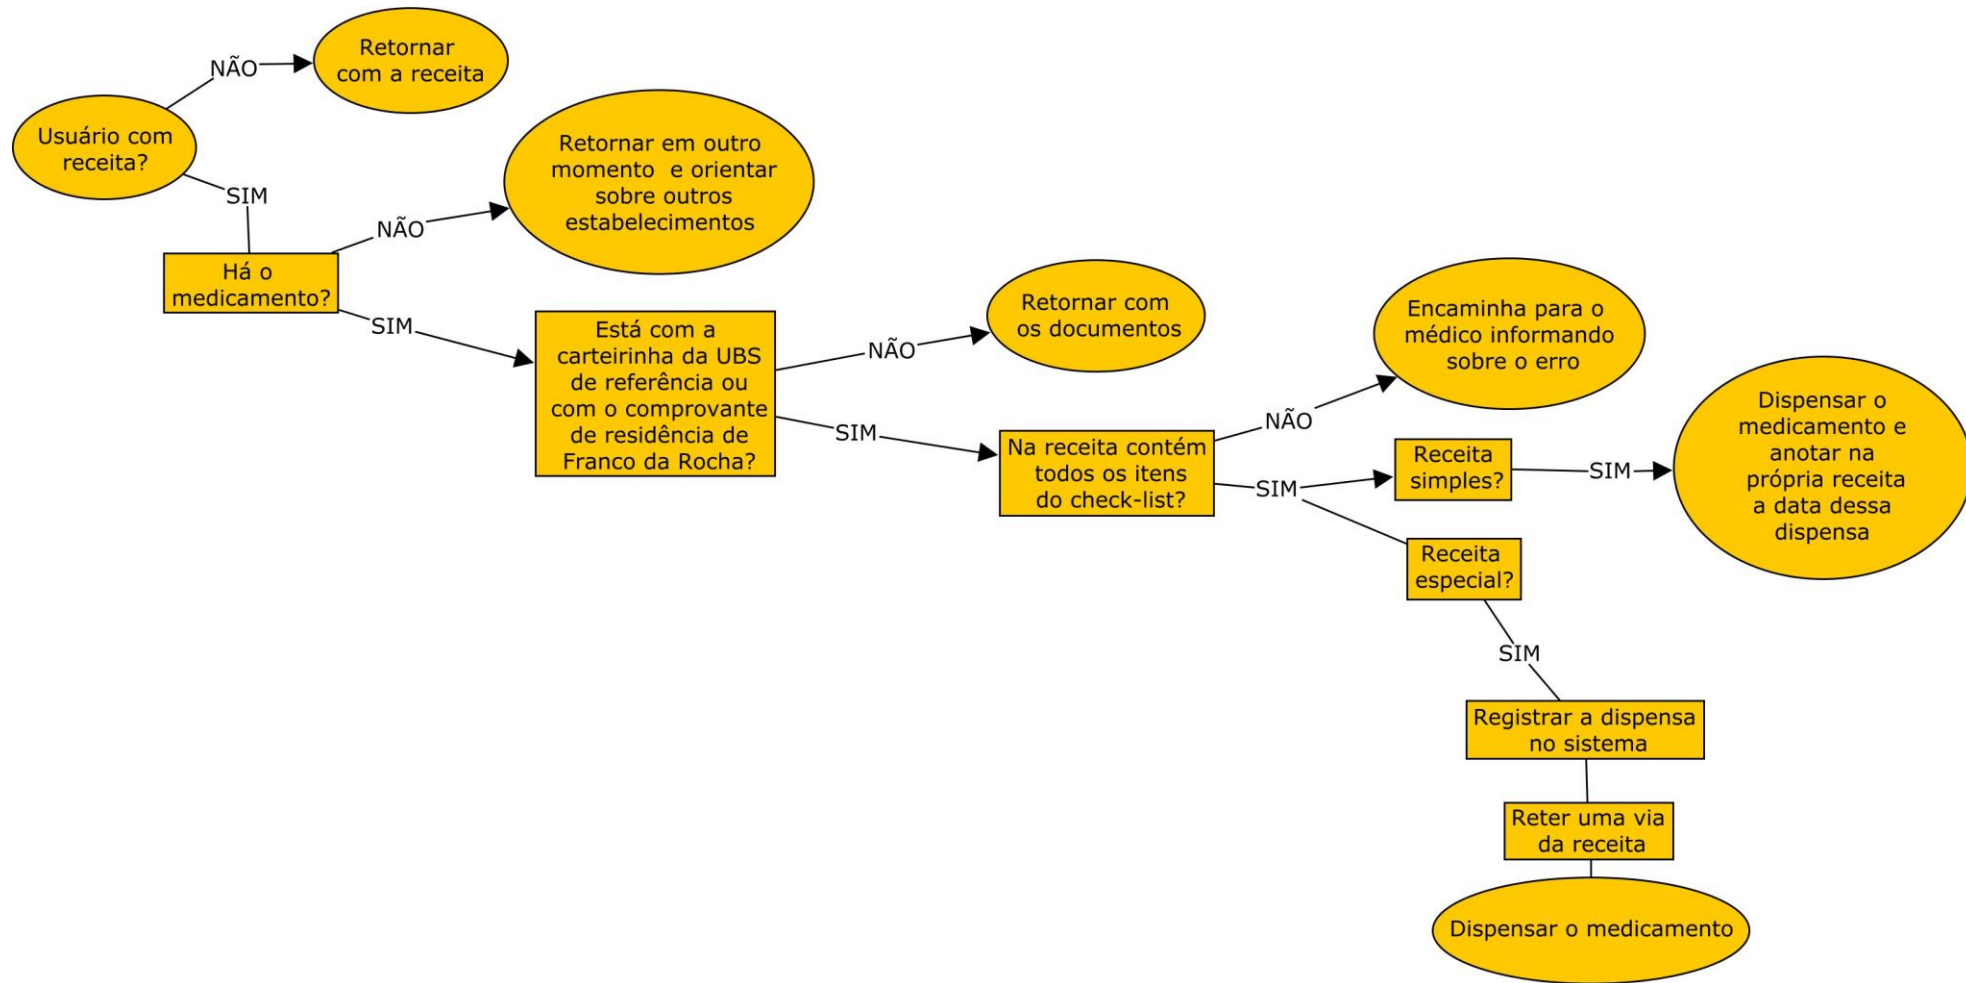 Usuário com
receita?
NÃO
Retornar
com a receita
SIM
Há o
medicamento?
NÃO
Retornar em outro
momento e orientar
sobre outros
estabelecimentos
SIM
Está com a
carteirinha da UBS
de referência ou
com o comprovante
de residência de
Franco da Rocha?
NÃO
Retornar com
os documentos
SIM
Na receita contém
todos os itens
do check-list?
NÃO
Encaminha para o
médico informando
sobre o erro
SIM
Receita
simples?
SIM
Dispensar o
medicamento e
anotar na
própria receita
a data dessa
dispensa
Receita
especial?
SIM
Registrar a dispensa
no sistema
Reter uma via
da receita
Dispensar o medicamento